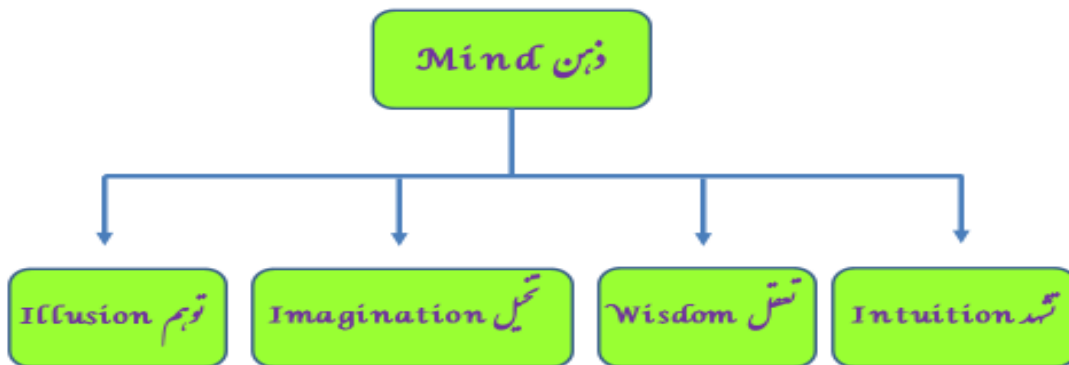 Mind ذہن
Illusion توہم
Imagination تخیل
Wisdom تعقل
Intuition تشہد